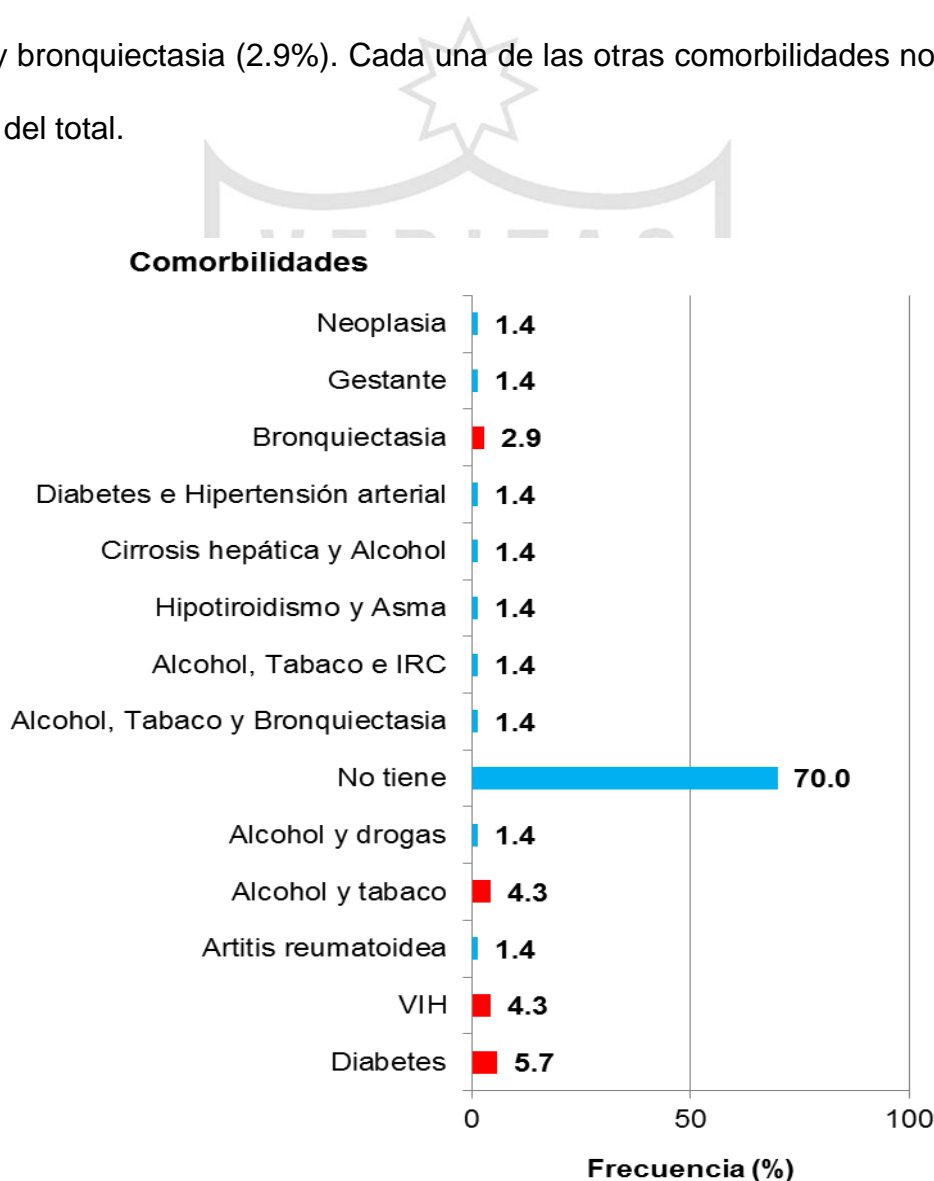 y bronquiectasia (2.9%). Cada una de las otras comorbilidades no
del total.
VERITAS
Comorbilidades
Neoplasia 1.4
Gestante 1.4
Bronquiectasia 2.9
Diabetes e Hipertensión arterial 1.4
Cirrosis hepática y Alcohol 1.4
Hipotiroidismo y Asma 1.4
Alcohol, Tabaco e IRC 1.4
Alcohol, Tabaco y Bronquiectasia 1.4
No tiene 70.0
Alcohol y drogas 1.4
Alcohol y tabaco 4.3
Artitis reumatoidea 1.4
VIH 4.3
Diabetes 5.7
0 50 100
Frecuencia (%)